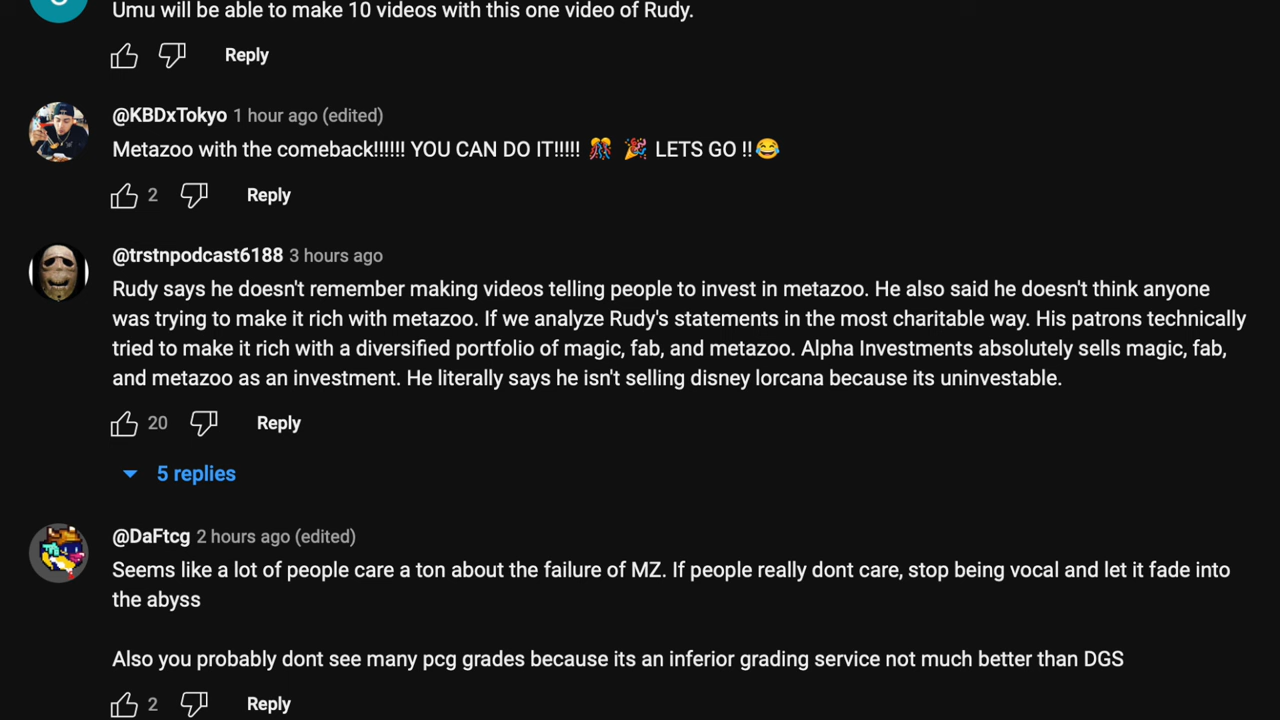 Umu will be able to make 10 videos with this one video of Rudy.
Reply
@KBDxTokyo 1 hour ago (edited)
Metazoo with the comeback!!!!!! YOU CAN DO IT!!!!! 🎊 🎉 LETS GO !!😂
2 Reply
@trstnpodcast6188 3 hours ago
Rudy says he doesn't remember making videos telling people to invest in metazoo. He also said he doesn't think anyone
was trying to make it rich with metazoo. If we analyze Rudy's statements in the most charitable way. His patrons technically
tried to make it rich with a diversified portfolio of magic, fab, and metazoo. Alpha Investments absolutely sells magic, fab,
and metazoo as an investment. He literally says he isn't selling disney lorcana because its uninvestable.
20 Reply
5 replies
@DaFtcg 2 hours ago (edited)
Seems like a lot of people care a ton about the failure of MZ. If people really dont care, stop being vocal and let it fade into
the abyss
Also you probably dont see many pcg grades because its an inferior grading service not much better than DGS
2 Reply